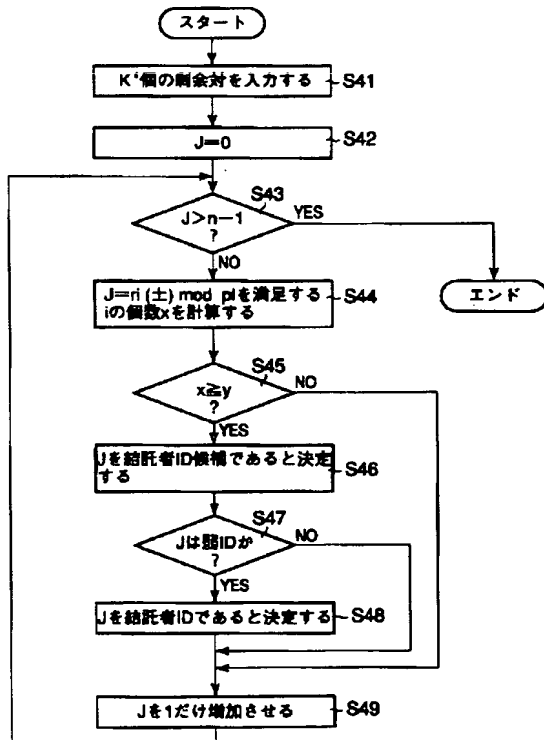 スタート
K'個の剰余対を入力する
S41
J=0
S42
S43
J>n-1
?
YES
NO
エンド
J=ri (±) mod piを満足する
iの個数xを計算する
S44
S45
x≧y
?
NO
YES
Jを結託者ID候補であると決定
する
S46
S47
Jは弱IDか
?
NO
YES
Jを結託者IDであると決定する
S48
Jを1だけ増加させる
S49